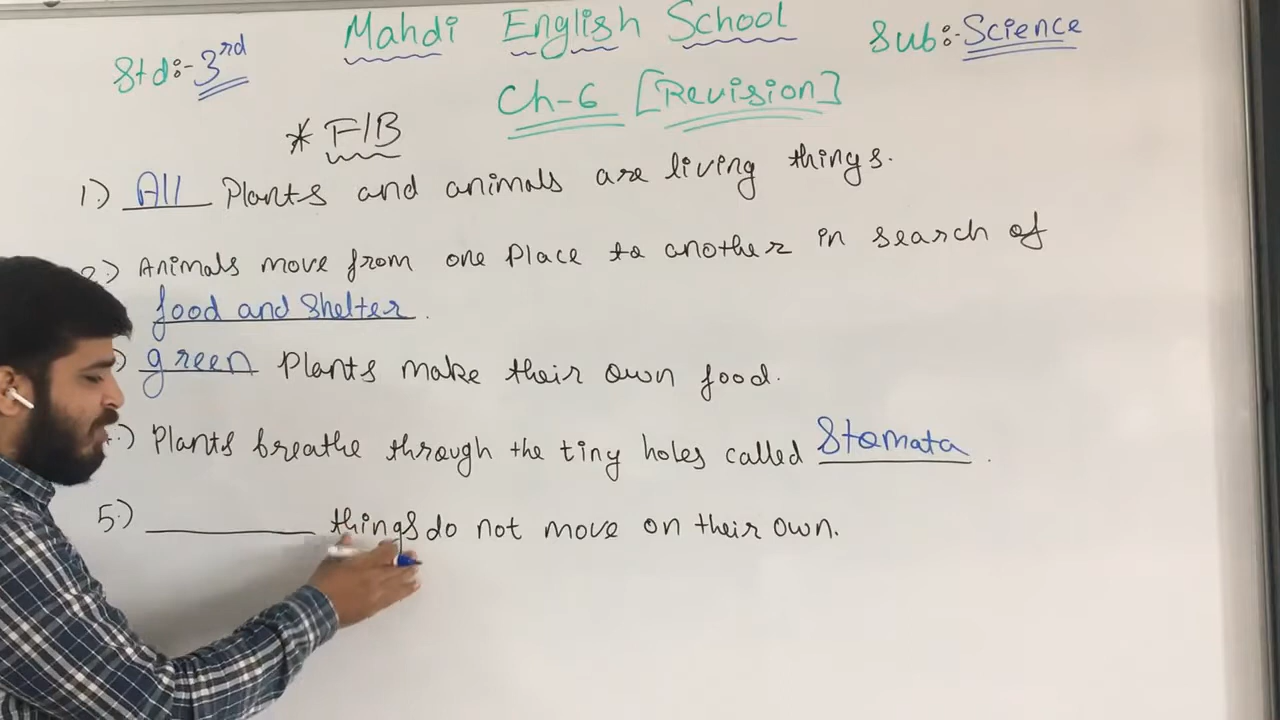 Mahdi English School
Std:- 3rd
Sub:- Science
Ch-6 [Revision]
* F/B
1.) All Plants and animals are living things.
2.) Animals move from one Place to another in search of
food and Shelter.
) green Plants make their own food.
.) Plants breathe through the tiny holes called Stomata.
5.) ________ things do not move on their own.